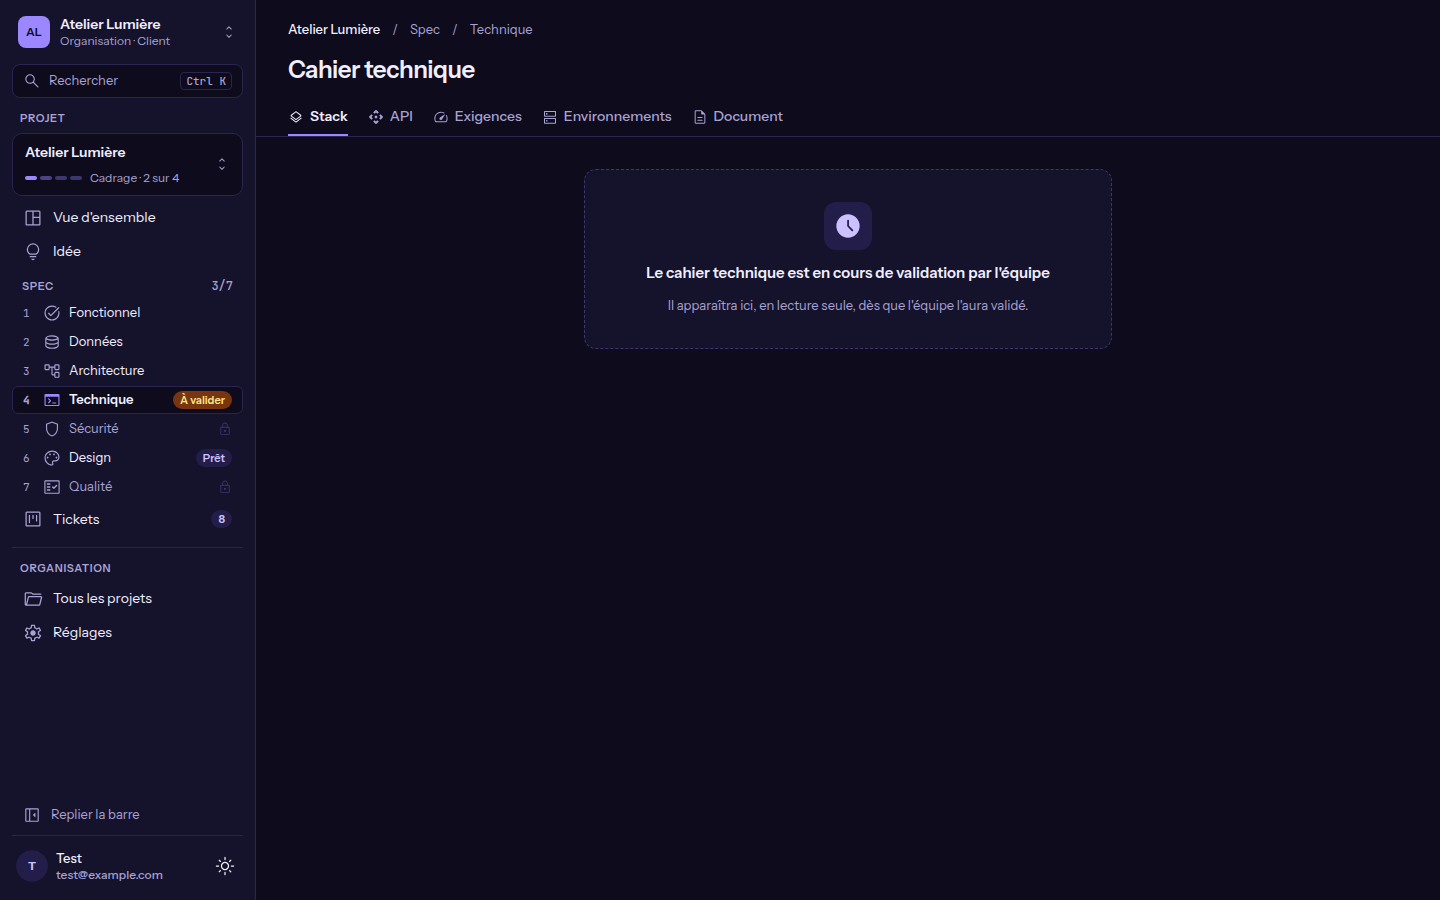 AL
Atelier Lumière
Organisation · Client
Rechercher
Ctrl K
PROJET
Atelier Lumière
Cadrage · 2 sur 4
Vue d'ensemble
Idée
SPEC 3/7
1 Fonctionnel
2 Données
3 Architecture
4 Technique À valider
5 Sécurité
6 Design Prêt
7 Qualité
Tickets 8
ORGANISATION
Tous les projets
Réglages
Replier la barre
T
Test
test@example.com
Atelier Lumière / Spec / Technique
Cahier technique
Stack API Exigences Environnements Document
Le cahier technique est en cours de validation par l'équipe
Il apparaîtra ici, en lecture seule, dès que l'équipe l'aura validé.